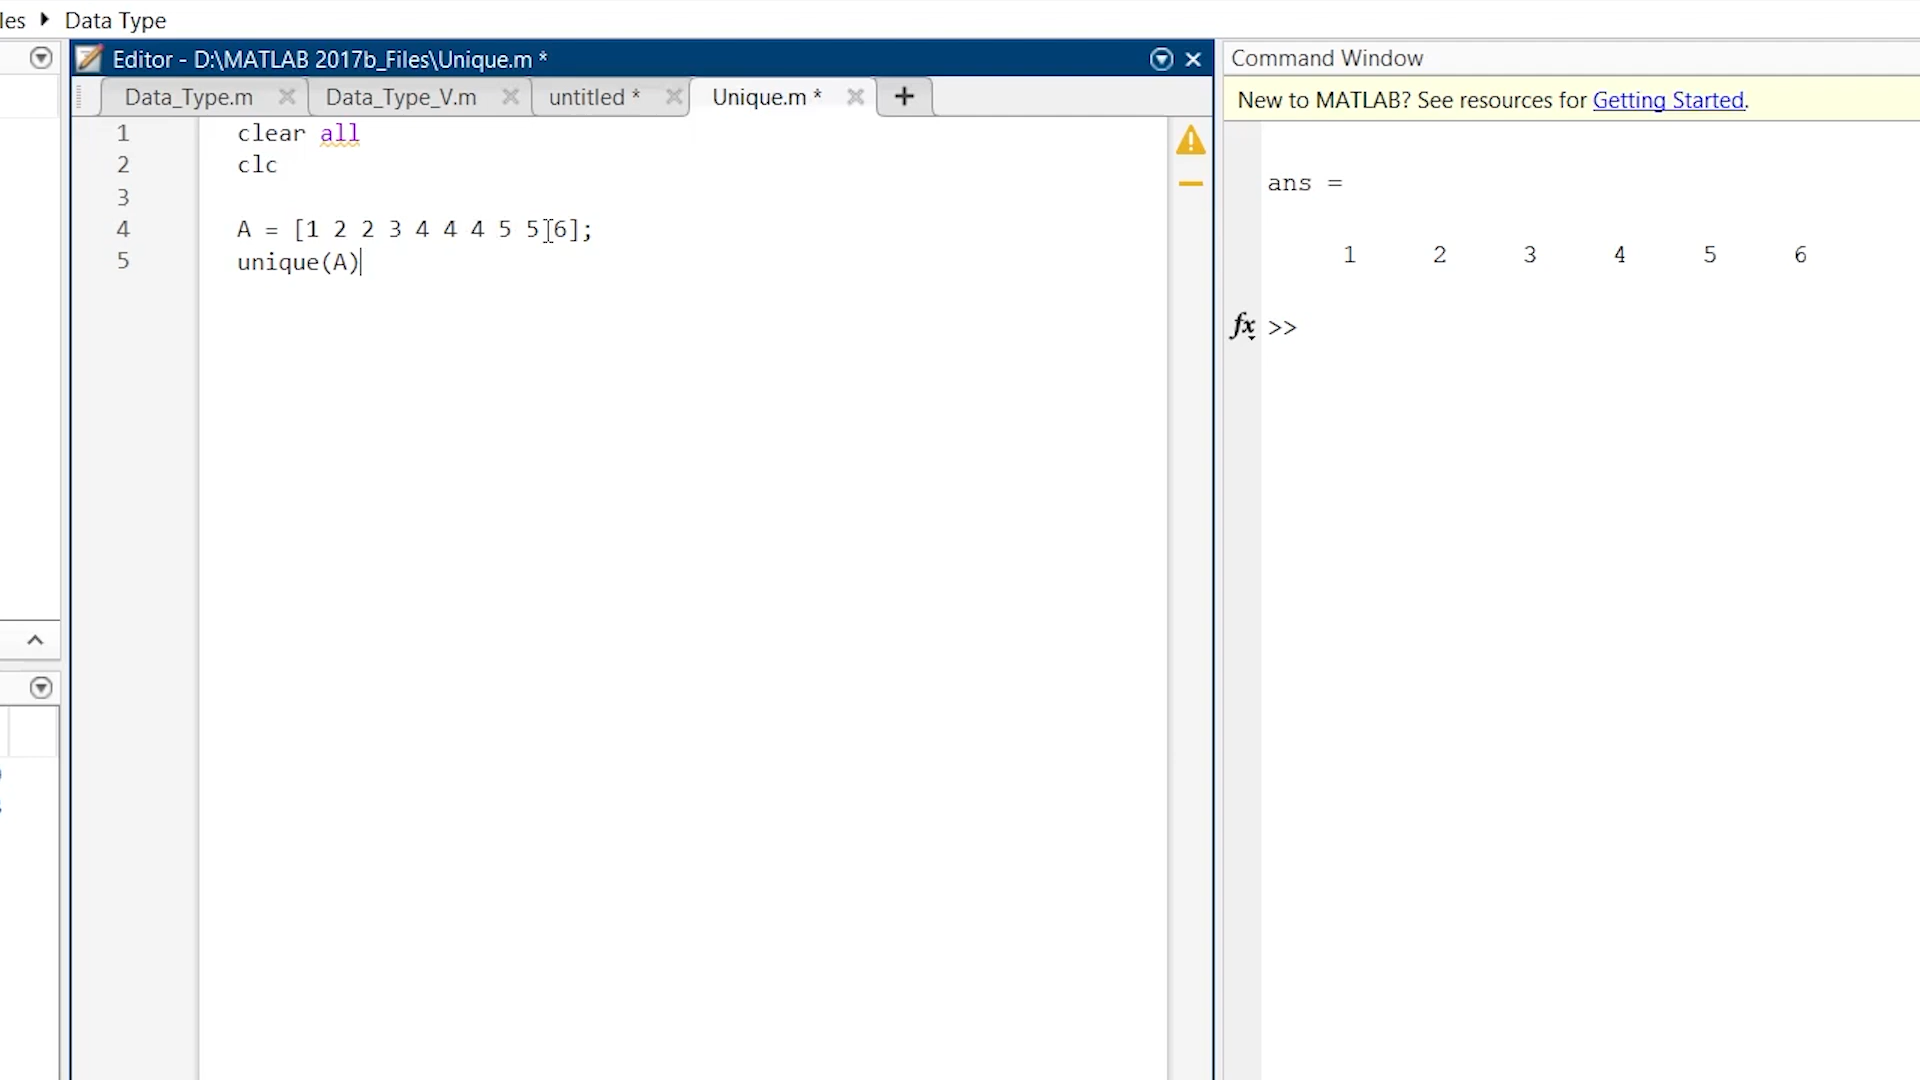 les ▸ Data Type
Editor - D:\MATLAB 2017b_Files\Unique.m *
Data_Type.m
Data_Type_V.m
untitled *
Unique.m *
+
1 clear all
2 clc
3
4 A = [1 2 2 3 4 4 4 5 5 6];
5 unique(A)
Command Window
New to MATLAB? See resources for Getting Started.
ans =
1 2 3 4 5 6
fx >>